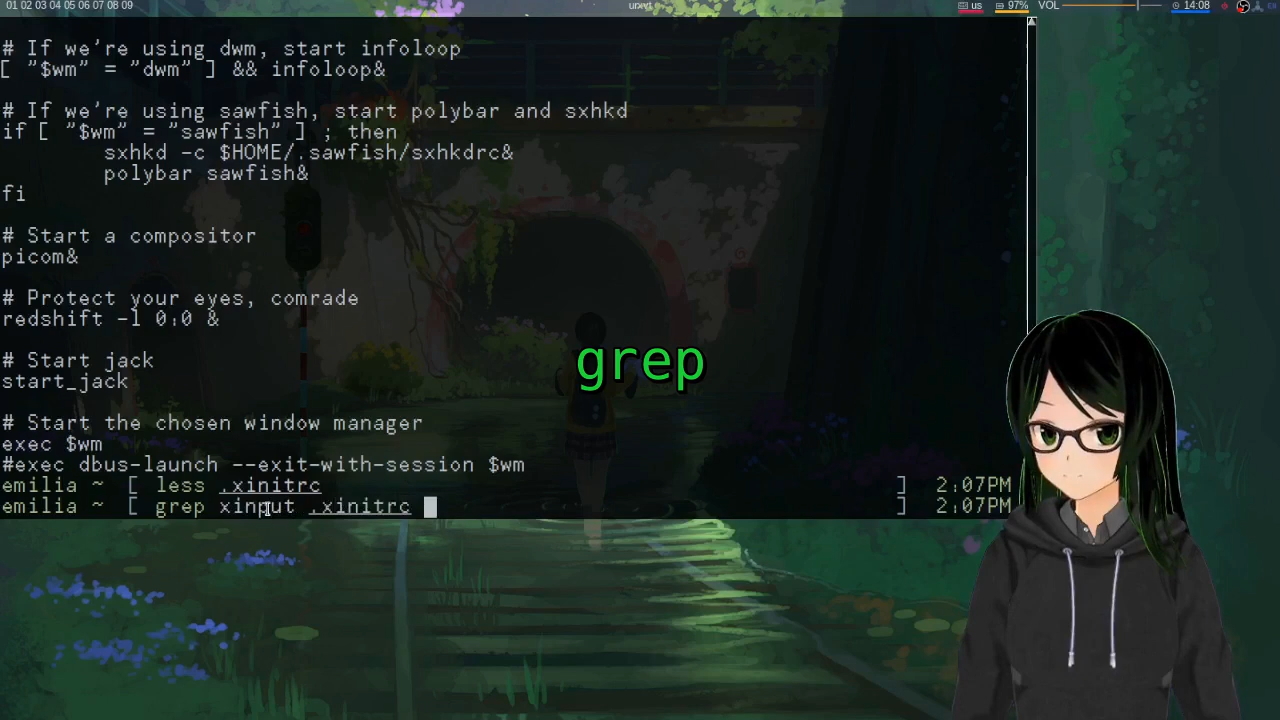 01 02 03 04 05 06 07 08 09 urxvt us 97% VOL 14:08 EN
# If we're using dwm, start infoloop
[ "$wm" = "dwm" ] && infoloop&
# If we're using sawfish, start polybar and sxhkd
if [ "$wm" = "sawfish" ] ; then
sxhkd -c $HOME/.sawfish/sxhkdrc&
polybar sawfish&
fi
# Start a compositor
picom&
# Protect your eyes, comrade
redshift -l 0:0 &
# Start jack
start_jack
grep
# Start the chosen window manager
exec $wm
#exec dbus-launch --exit-with-session $wm
emilia ~ [ less .xinitrc ] 2:07PM
emilia ~ [ grep xinput .xinitrc ] 2:07PM